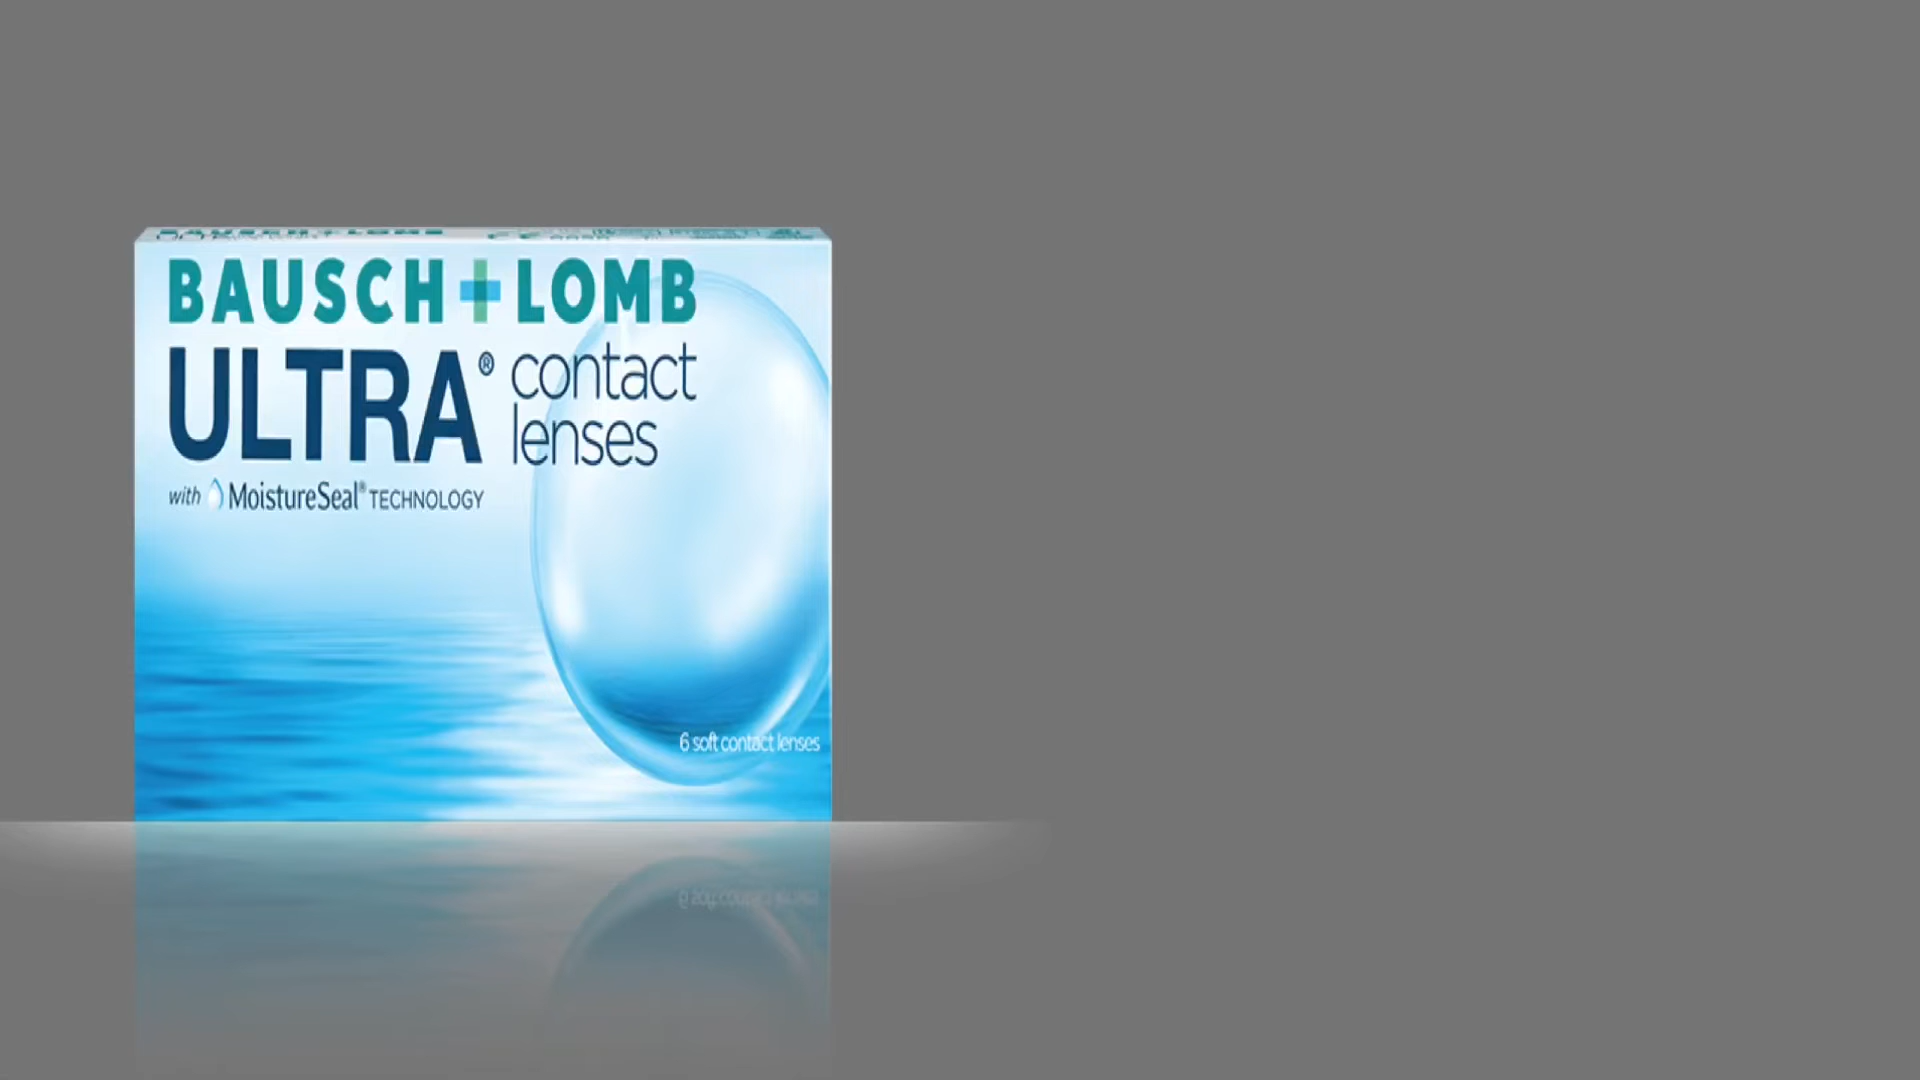 BAUSCH + LOMB
ULTRA® contact
lenses
with MoistureSeal® TECHNOLOGY
6 soft contact lenses